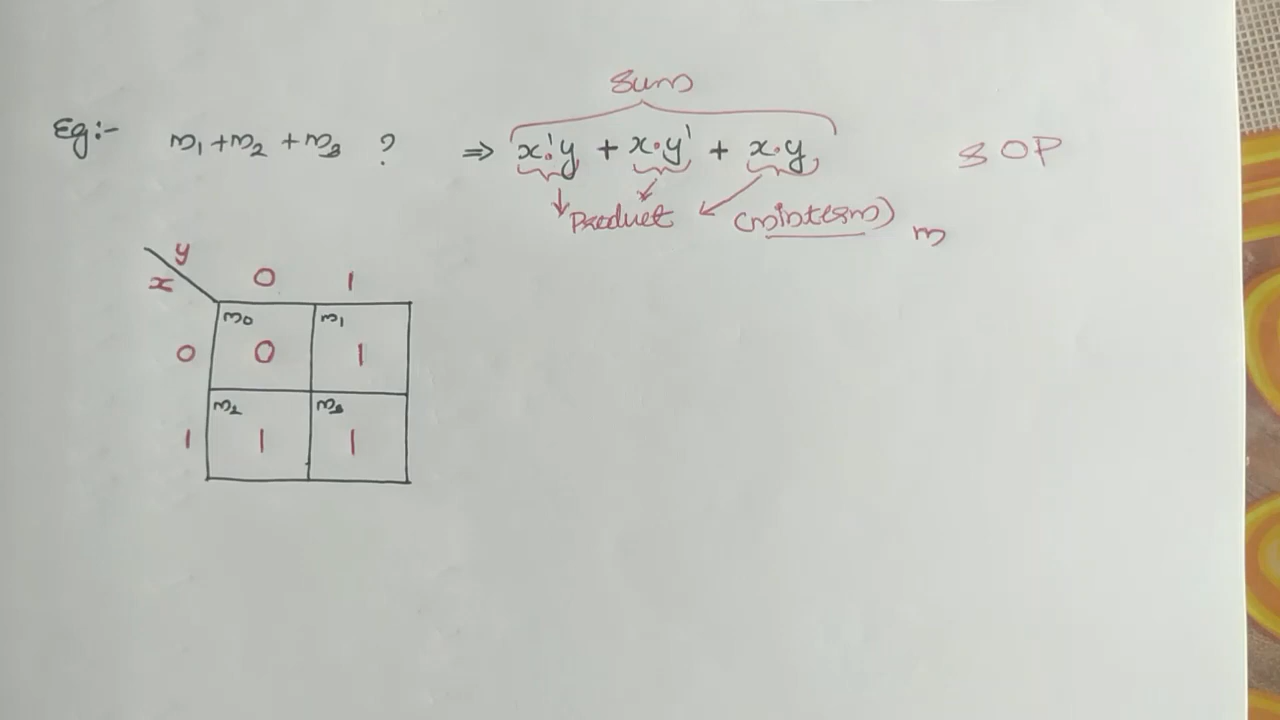 Sum
Eg:- m₁ + m₂ + m₃ ? ⇒ x'·y + x·y' + x·y SOP
Product (minterm) m
y
x 0 1
m₀ m₁
0 0 1
m₂ m₃
1 1 1